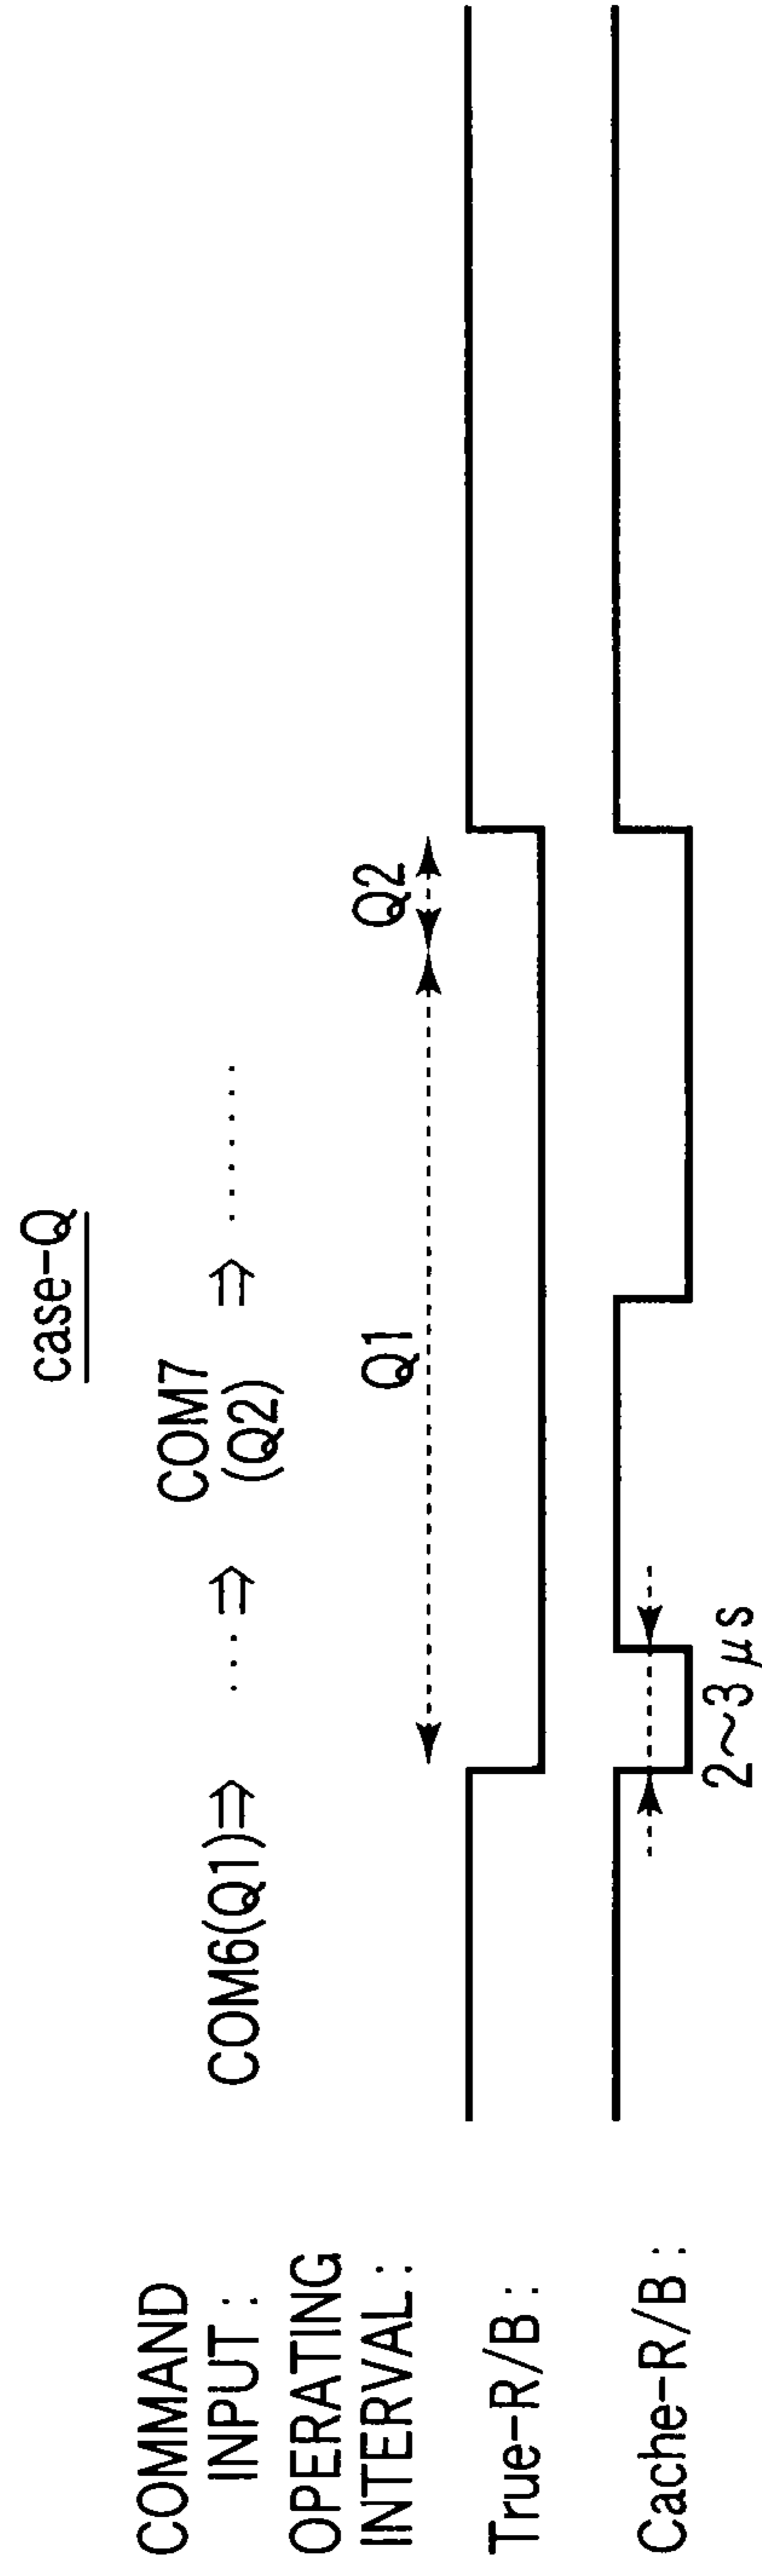 case-Q
COMMAND
INPUT :
COM6(Q1)⇒ ··· ⇒ COM7 ⇒ ·······
(Q2)
OPERATING
INTERVAL :
Q1
Q2
True-R/B :
Cache-R/B :
2~3 μs